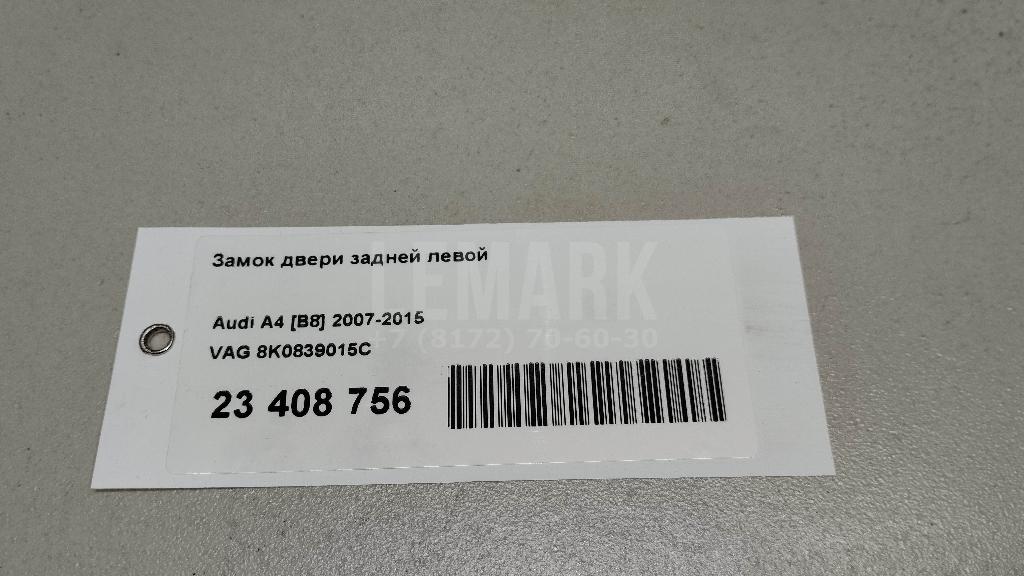 Замок двери задней левой
LEMARK
Audi A4 [B8] 2007-2015
+7 (8172) 70-60-30
VAG 8K0839015C
23 408 756